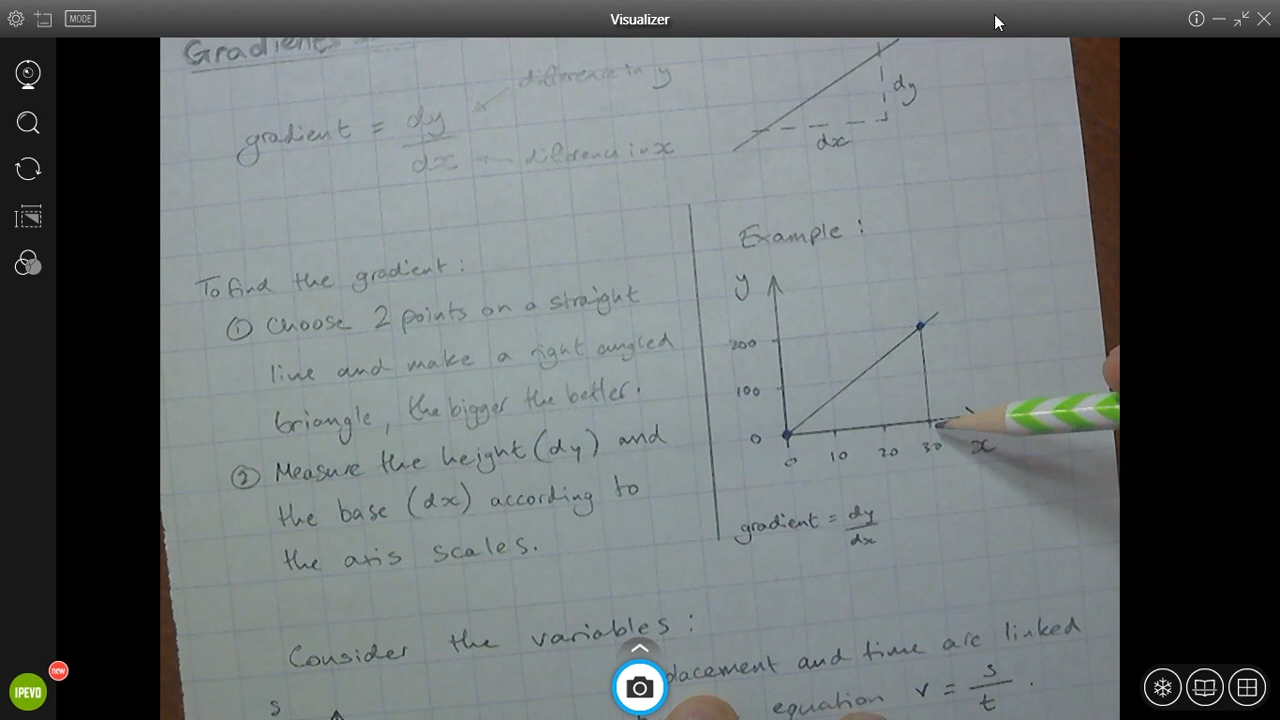 MODE
Visualizer
Gradients
gradient = dy/dx
difference in y
diference in x
dy
dx
To find the gradient:
① Choose 2 points on a straight
line and make a right angled
triangle, the bigger the better.
② Measure the height (dy) and
the base (dx) according to
the axis scales.
Example:
y
200
100
0
0 10 20 30 x
gradient = dy/dx
Consider the variables:
s
placement and time are linked
equation v = s/t.
IPEVO
new